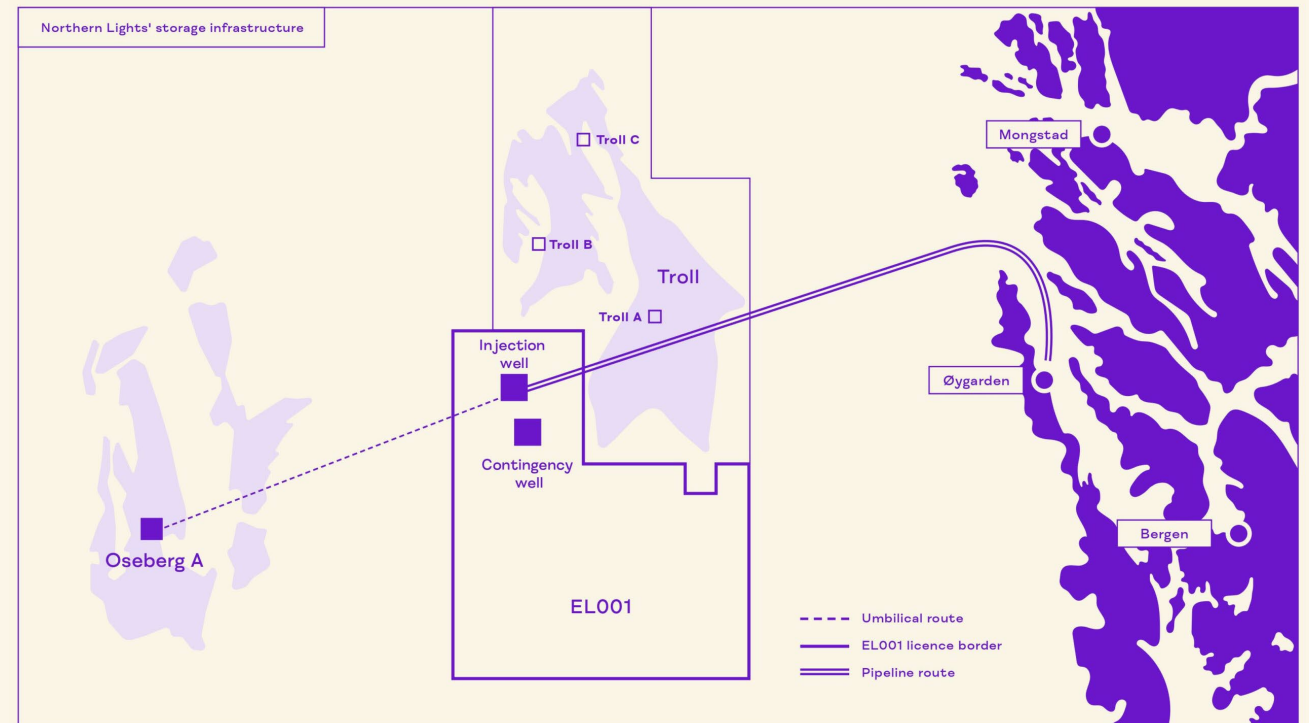 Northern Lights' storage infrastructure
Troll C
Mongstad
Troll B
Troll
Troll A
Injection
well
Øygarden
Contingency
well
Bergen
Oseberg A
EL001
Umbilical route
EL001 licence border
Pipeline route